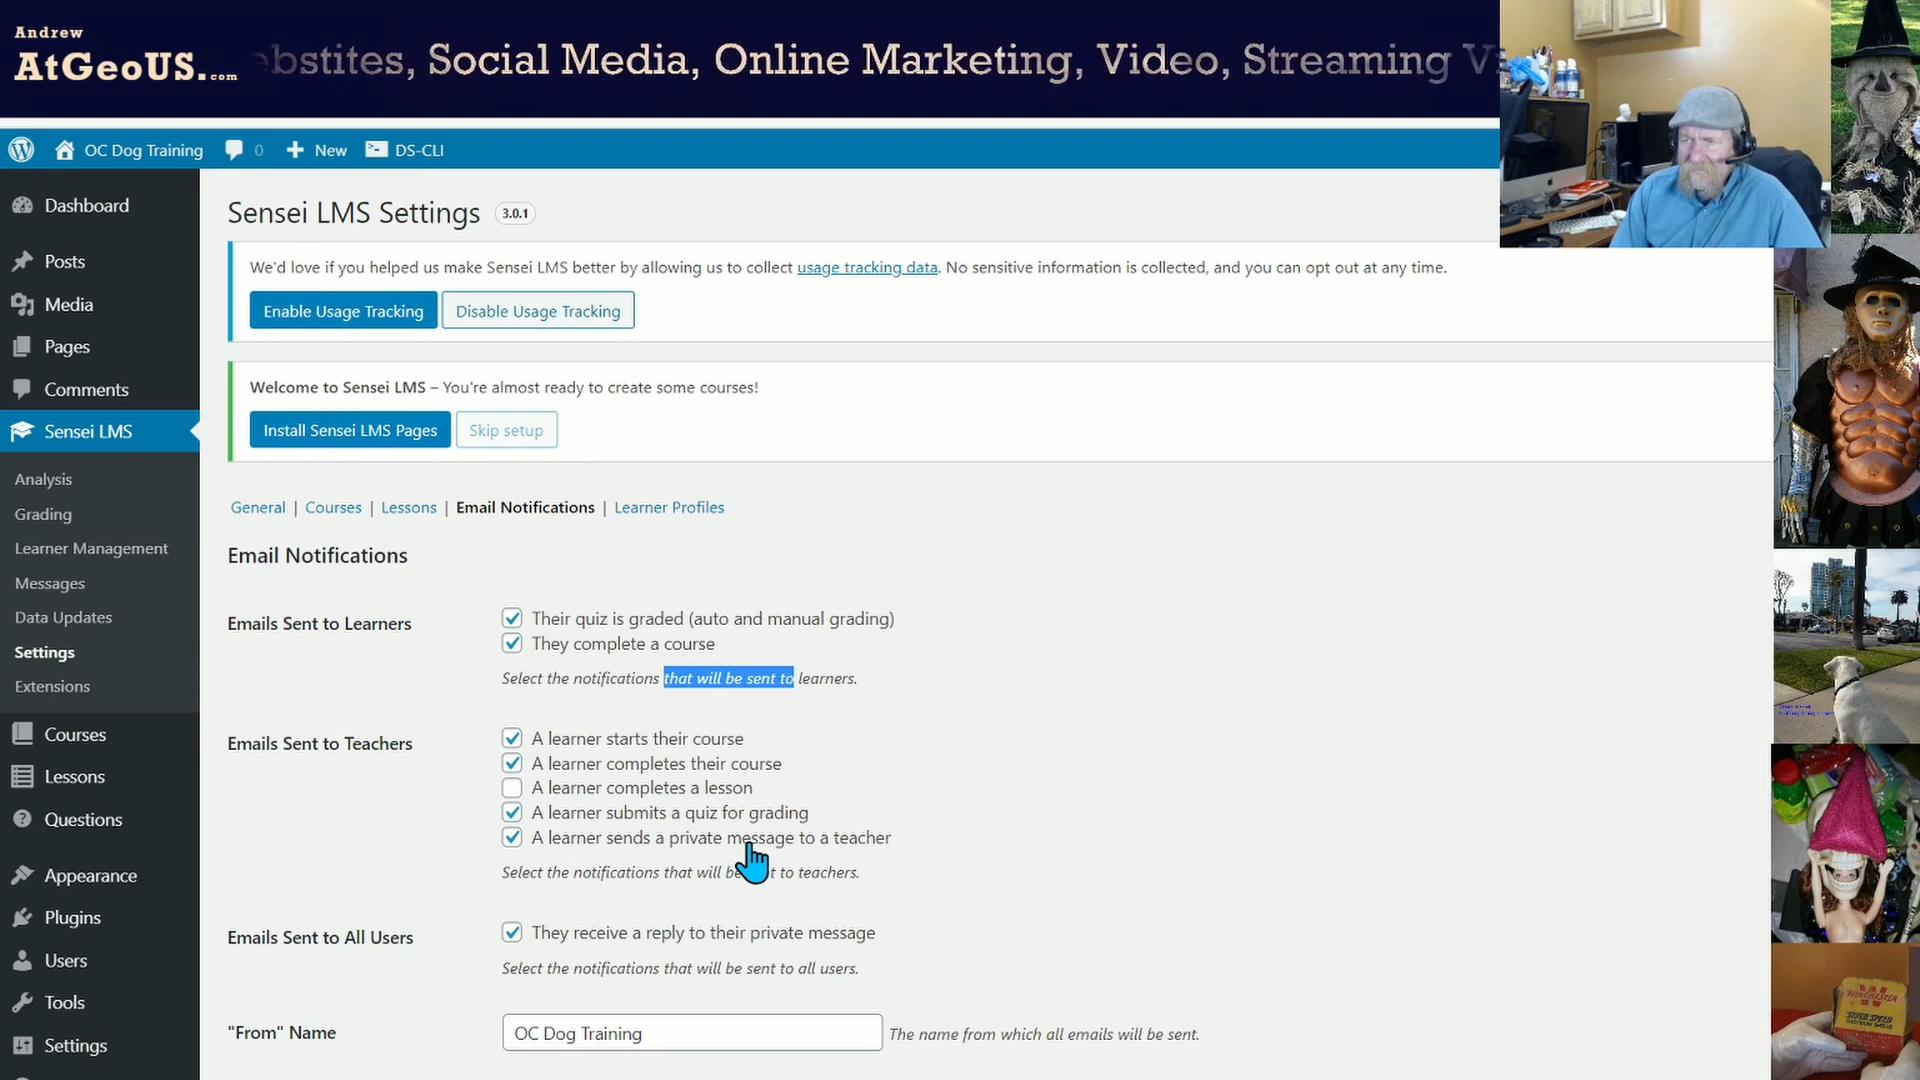 Andrew
AtGeoUS.com
ebstites, Social Media, Online Marketing, Video, Streaming Vi
OC Dog Training
0
New
DS-CLI
Dashboard
Posts
Media
Pages
Comments
Sensei LMS
Analysis
Grading
Learner Management
Messages
Data Updates
Settings
Extensions
Courses
Lessons
Questions
Appearance
Plugins
Users
Tools
Settings
Sensei LMS Settings 3.0.1
We'd love if you helped us make Sensei LMS better by allowing us to collect usage tracking data. No sensitive information is collected, and you can opt out at any time.
Enable Usage Tracking
Disable Usage Tracking
Welcome to Sensei LMS – You're almost ready to create some courses!
Install Sensei LMS Pages
Skip setup
General | Courses | Lessons | Email Notifications | Learner Profiles
Email Notifications
Emails Sent to Learners
Their quiz is graded (auto and manual grading)
They complete a course
Select the notifications that will be sent to learners.
Emails Sent to Teachers
A learner starts their course
A learner completes their course
A learner completes a lesson
A learner submits a quiz for grading
A learner sends a private message to a teacher
Select the notifications that will be t to teachers.
Emails Sent to All Users
They receive a reply to their private message
Select the notifications that will be sent to all users.
"From" Name
OC Dog Training
The name from which all emails will be sent.
WINCHESTER
SUPER SPEED